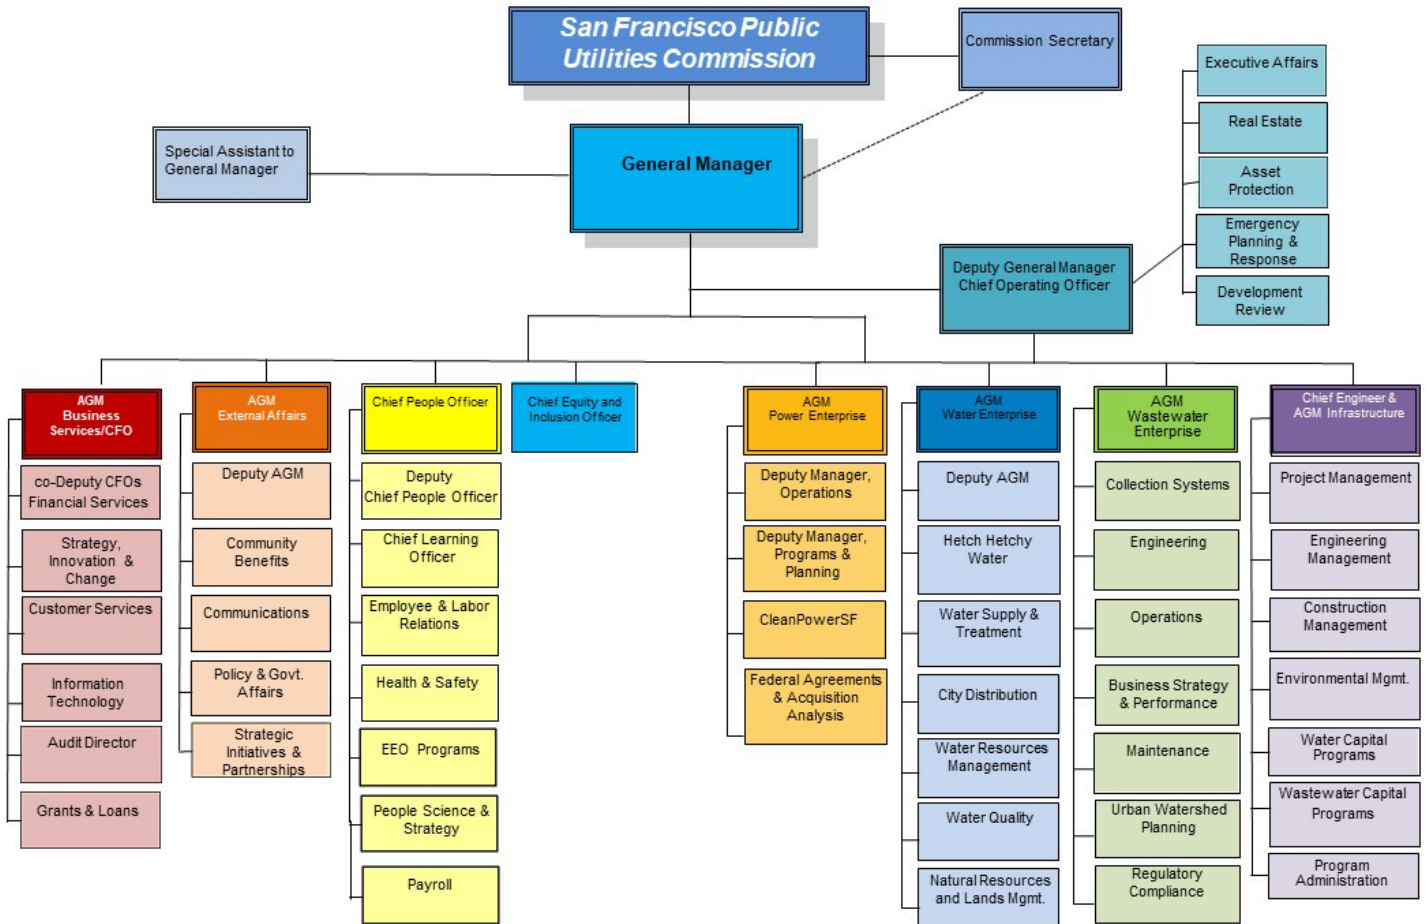 San Francisco Public
Utilities Commission
Commission Secretary
Executive Affairs
Real Estate
Asset
Protection
Emergency
Planning &
Response
Development
Review
Special Assistant to
General Manager
General Manager
Deputy General Manager
Chief Operating Officer
AGM
Business
Services/CFO
co-Deputy CFOs
Financial Services
Strategy,
Innovation &
Change
Customer Services
Information
Technology
Audit Director
Grants & Loans
AGM
External Affairs
Deputy AGM
Community
Benefits
Communications
Policy & Govt.
Affairs
Strategic
Initiatives &
Partnerships
Chief People Officer
Deputy
Chief People Officer
Chief Learning
Officer
Employee & Labor
Relations
Health & Safety
EEO Programs
People Science &
Strategy
Payroll
Chief Equity and
Inclusion Officer
AGM
Power Enterprise
Deputy Manager,
Operations
Deputy Manager,
Programs &
Planning
CleanPowerSF
Federal Agreements
& Acquisition
Analysis
AGM
Water Enterprise
Deputy AGM
Hetch Hetchy
Water
Water Supply &
Treatment
City Distribution
Water Resources
Management
Water Quality
Natural Resources
and Lands Mgmt.
AGM
Wastewater
Enterprise
Collection Systems
Engineering
Operations
Business Strategy
& Performance
Maintenance
Urban Watershed
Planning
Regulatory
Compliance
Chief Engineer &
AGM Infrastructure
Project Management
Engineering
Management
Construction
Management
Environmental Mgmt.
Water Capital
Programs
Wastewater Capital
Programs
Program
Administration